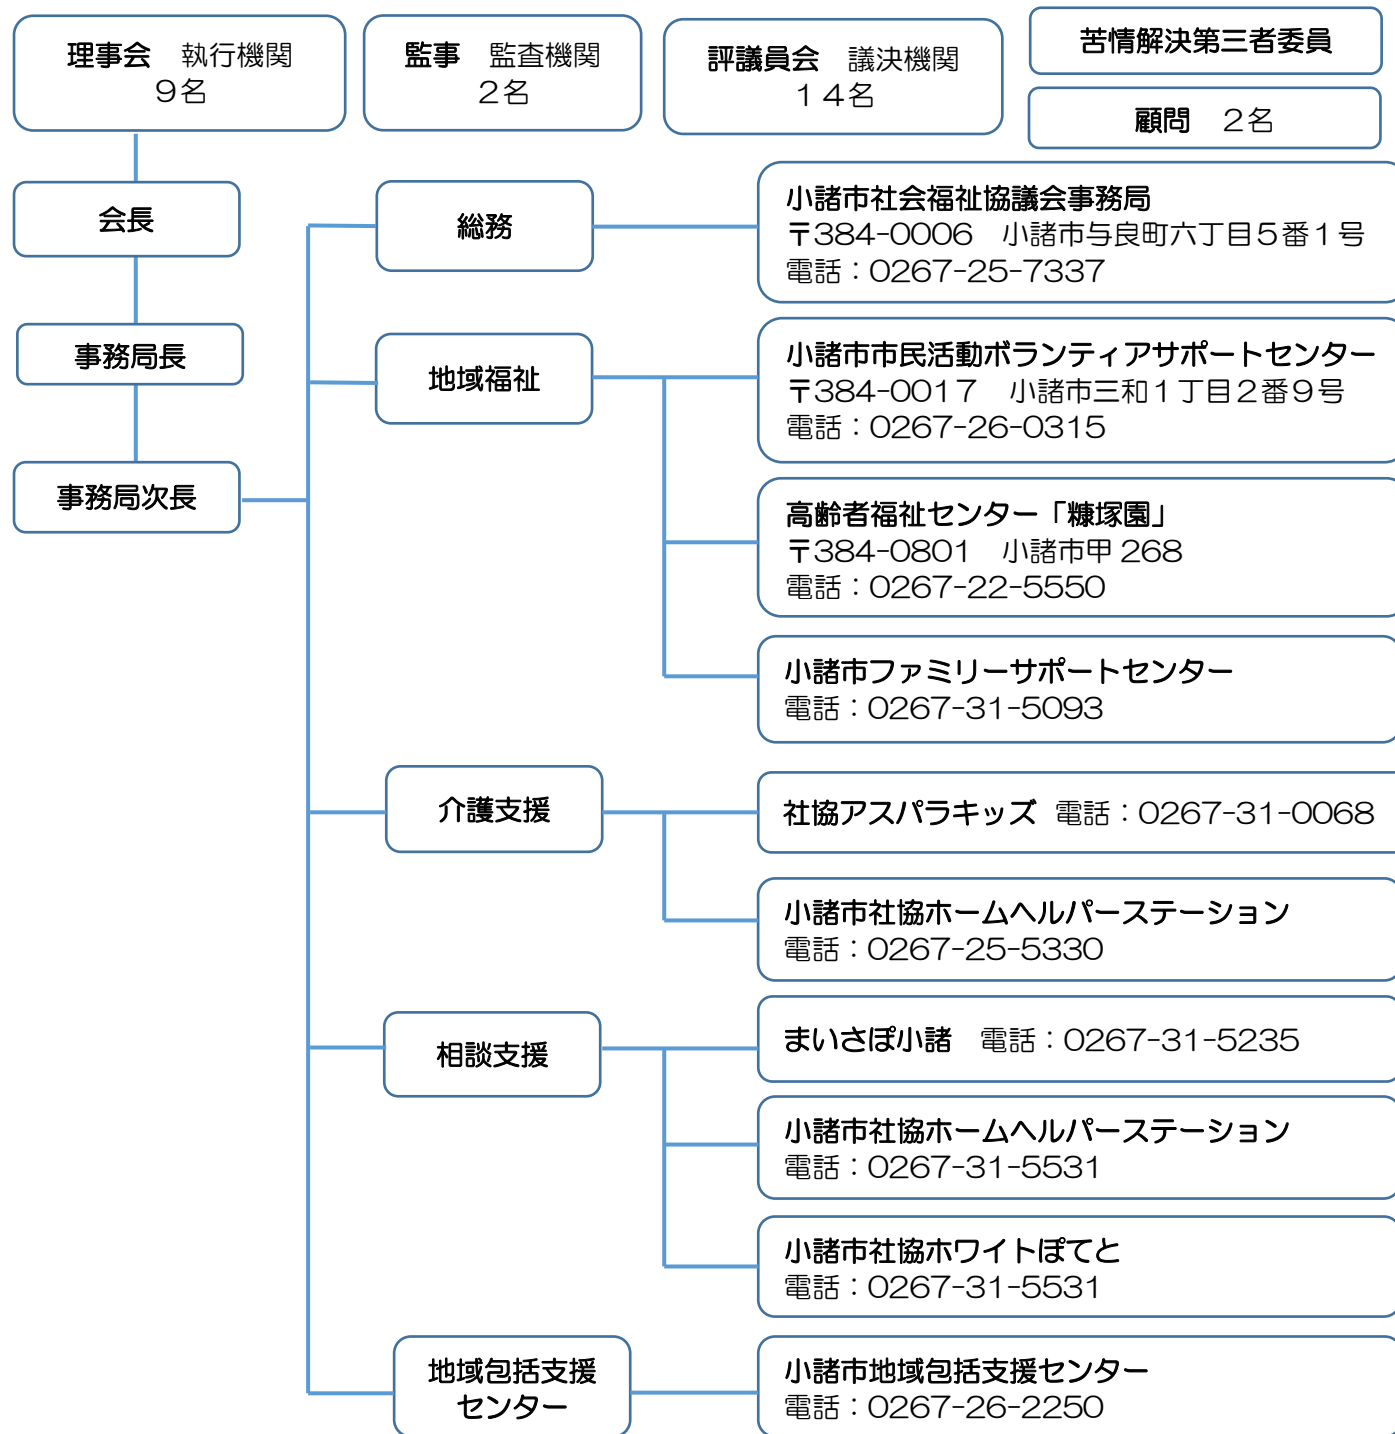 理事会　執行機関
９名
監事　監査機関
２名
評議員会　議決機関
１４名
苦情解決第三者委員
顧問　２名
会長
事務局長
事務局次長
総務
小諸市社会福祉協議会事務局
〒384-0006　小諸市与良町六丁目５番１号
電話：0267-25-7337
地域福祉
小諸市市民活動ボランティアサポートセンター
〒384-0017　小諸市三和１丁目２番９号
電話：0267-26-0315
高齢者福祉センター「糠塚園」
〒384-0801　小諸市甲 268
電話：0267-22-5550
小諸市ファミリーサポートセンター
電話：0267-31-5093
介護支援
社協アスパラキッズ 電話：0267-31-0068
小諸市社協ホームヘルパーステーション
電話：0267-25-5330
相談支援
まいさぽ小諸　電話：0267-31-5235
小諸市社協ホームヘルパーステーション
電話：0267-31-5531
小諸市社協ホワイトぽてと
電話：0267-31-5531
地域包括支援
センター
小諸市地域包括支援センター
電話：0267-26-2250